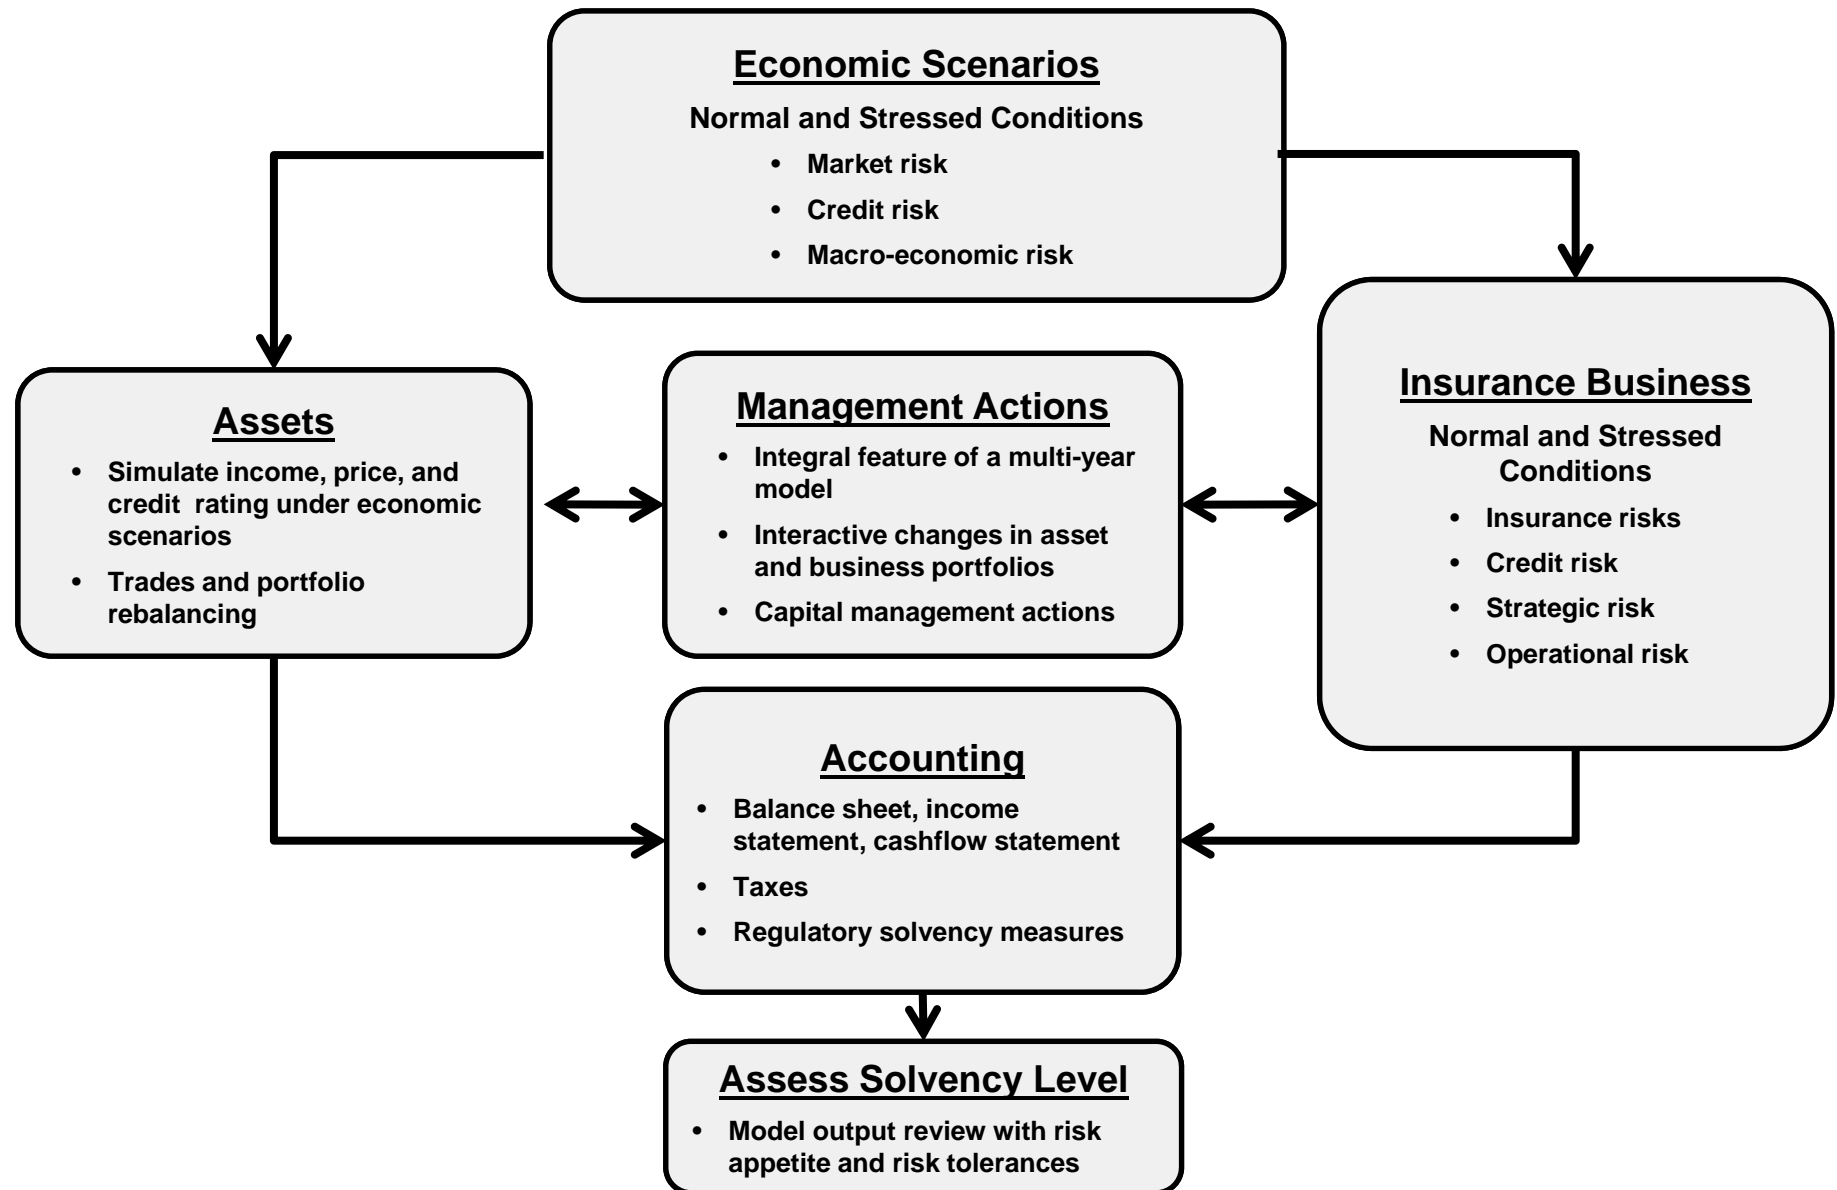 Economic Scenarios
Normal and Stressed Conditions
• Market risk
• Credit risk
• Macro-economic risk
Assets
• Simulate income, price, and
credit rating under economic
scenarios
• Trades and portfolio
rebalancing
Management Actions
• Integral feature of a multi-year
model
• Interactive changes in asset
and business portfolios
• Capital management actions
Insurance Business
Normal and Stressed
Conditions
• Insurance risks
• Credit risk
• Strategic risk
• Operational risk
Accounting
• Balance sheet, income
statement, cashflow statement
• Taxes
• Regulatory solvency measures
Assess Solvency Level
• Model output review with risk
appetite and risk tolerances